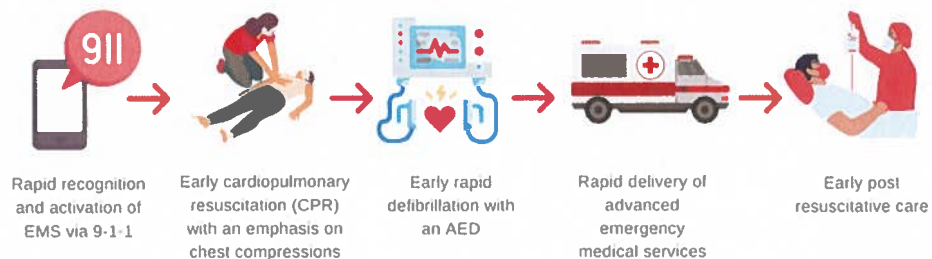 911
Rapid recognition
and activation of
EMS via 9-1-1
Early cardiopulmonary
resuscitation (CPR)
with an emphasis on
chest compressions
Early rapid
defibrillation with
an AED
Rapid delivery of
advanced
emergency
medical services
Early post
resuscitative care